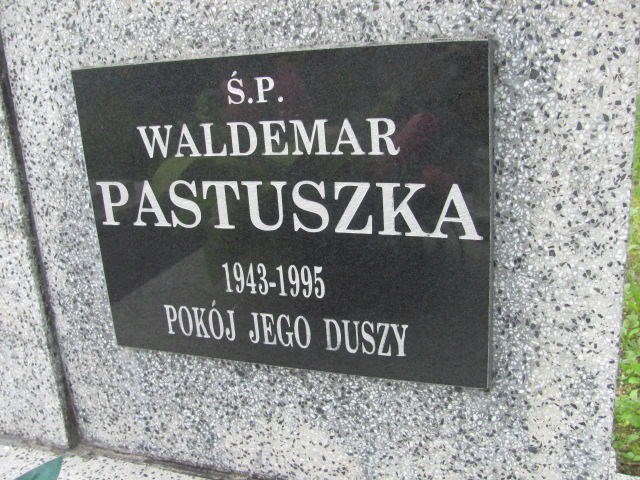 Ś.P.
WALDEMAR
PASTUSZKA
1943-1995
POKÓJ JEGO DUSZY